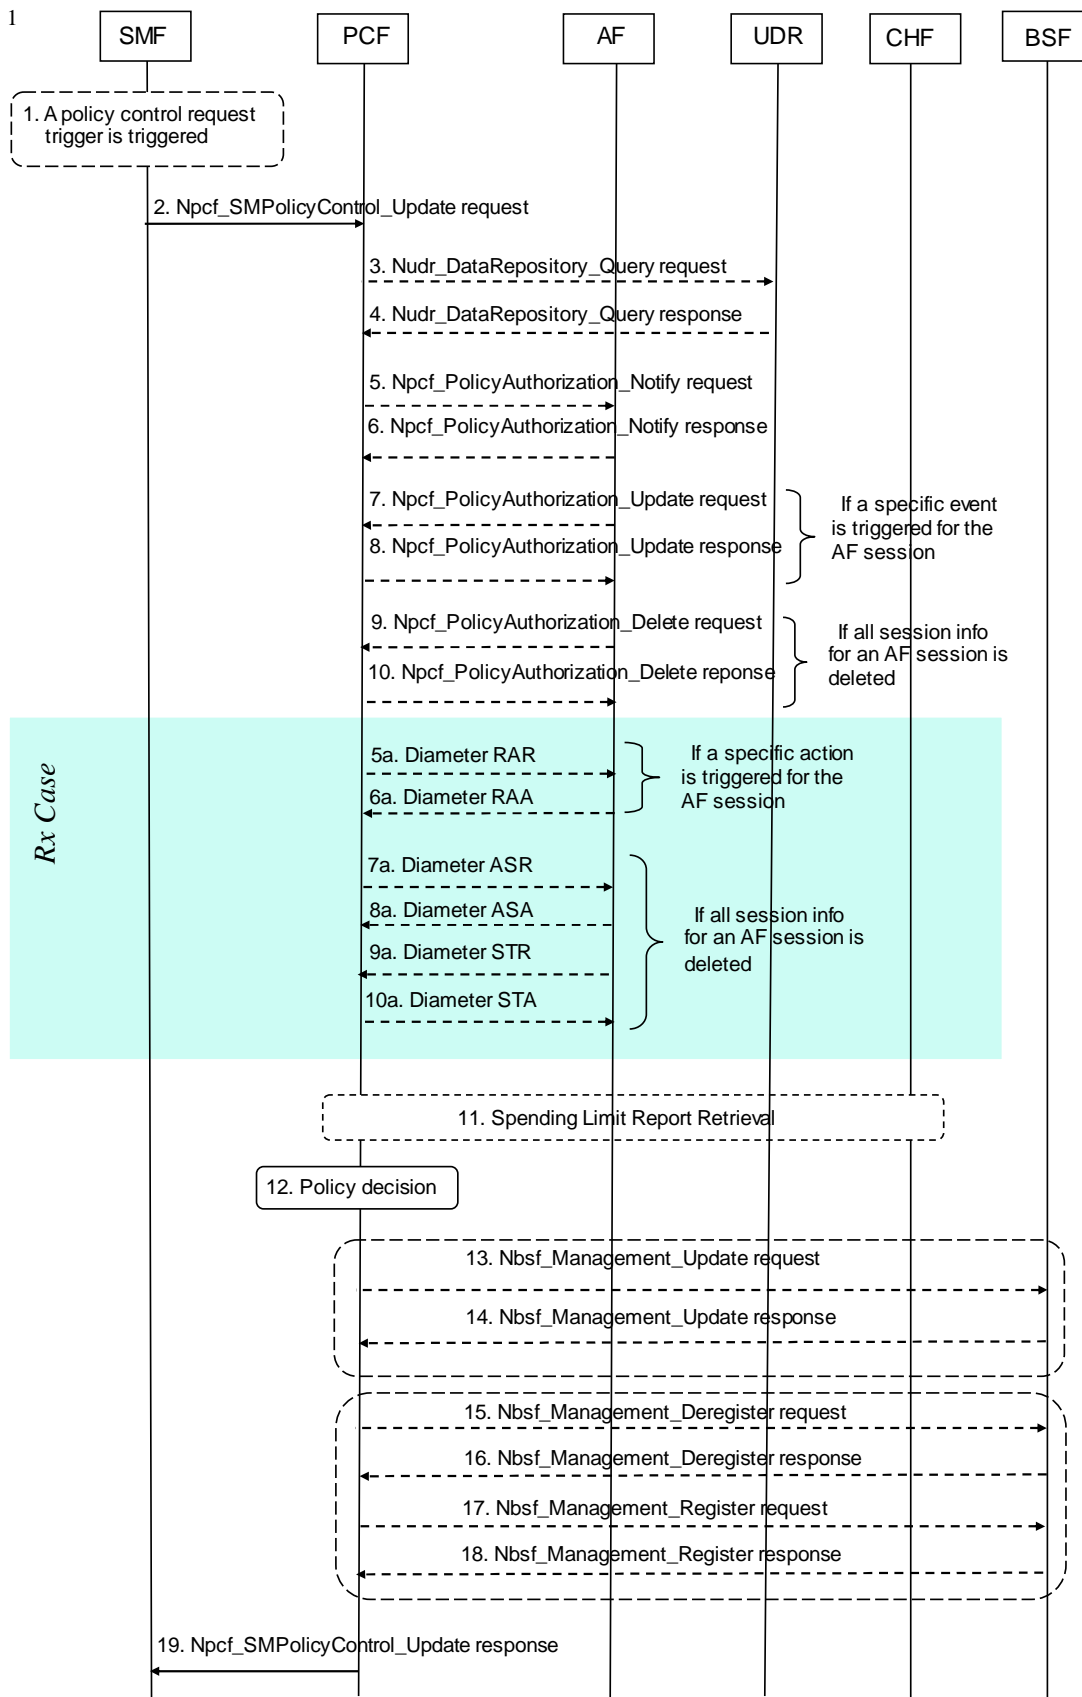 1
SMF
PCF
AF
UDR
CHF
BSF
1. A policy control request
trigger is triggered
2. Npcf_SMPolicyControl_Update request
3. Nudr_DataRepository_Query request
4. Nudr_DataRepository_Query response
5. Npcf_PolicyAuthorization_Notify request
6. Npcf_PolicyAuthorization_Notify response
7. Npcf_PolicyAuthorization_Update request
8. Npcf_PolicyAuthorization_Update response
If a specific event
is triggered for the
AF session
9. Npcf_PolicyAuthorization_Delete request
10. Npcf_PolicyAuthorization_Delete reponse
If all session info
for an AF session is
deleted
Rx Case
5a. Diameter RAR
6a. Diameter RAA
If a specific action
is triggered for the
AF session
7a. Diameter ASR
8a. Diameter ASA
9a. Diameter STR
10a. Diameter STA
If all session info
for an AF session is
deleted
11. Spending Limit Report Retrieval
12. Policy decision
13. Nbsf_Management_Update request
14. Nbsf_Management_Update response
15. Nbsf_Management_Deregister request
16. Nbsf_Management_Deregister response
17. Nbsf_Management_Register request
18. Nbsf_Management_Register response
19. Npcf_SMPolicyControl_Update response